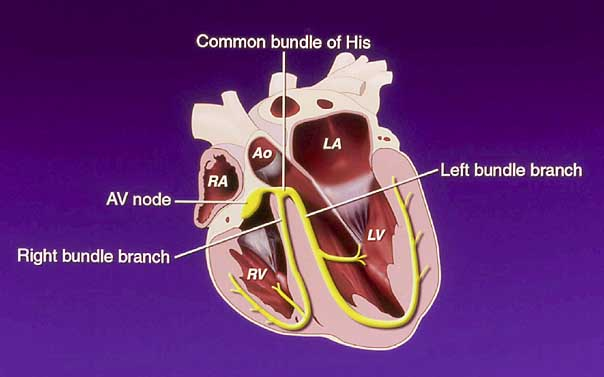 Common bundle of His
Ao
LA
RA
Left bundle branch
AV node
LV
Right bundle branch
RV